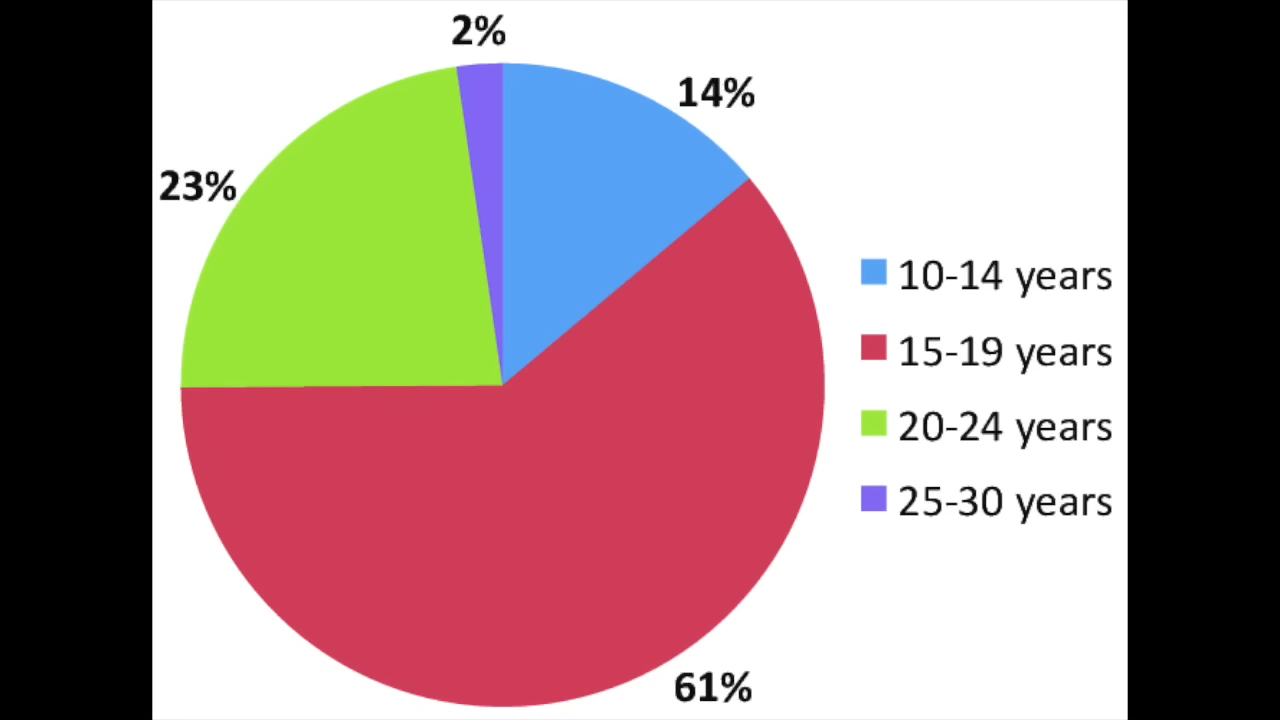 2%
14%
23%
10-14 years
15-19 years
20-24 years
25-30 years
61%